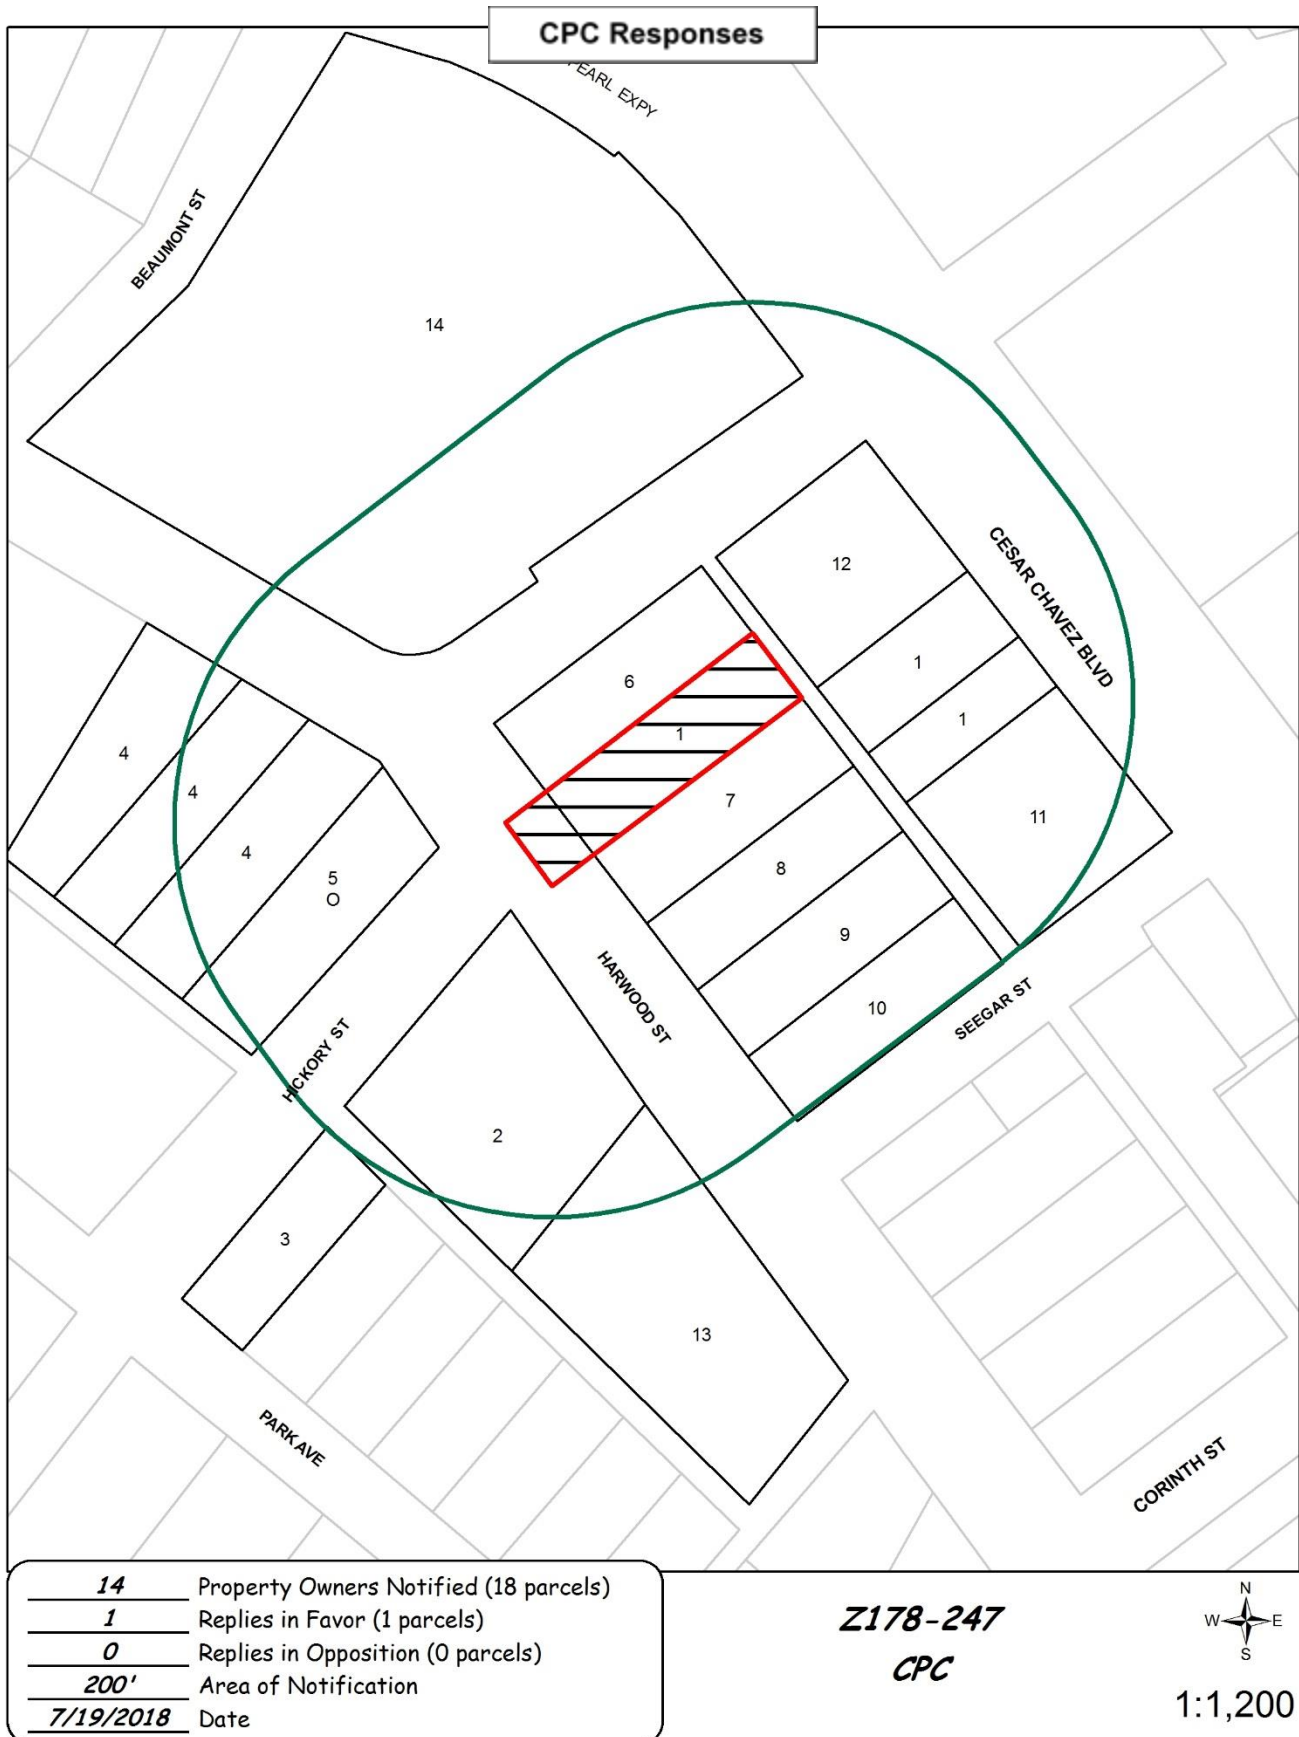 CPC Responses
PEARL EXPY
BEAUMONT ST
14
CESAR CHAVEZ BLVD
12
1
1
6
1
4
7
4
11
4
8
5
O
9
HARWOOD ST
10
SEEGAR ST
HICKORY ST
2
3
13
PARK AVE
CORINTH ST
14 Property Owners Notified (18 parcels)
1 Replies in Favor (1 parcels)
0 Replies in Opposition (0 parcels)
200' Area of Notification
7/19/2018 Date
Z178-247
CPC
N
W E
S
1:1,200